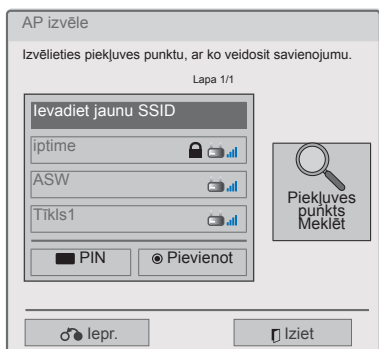 AP izvēle
Izvēlieties piekļuves punktu, ar ko veidosit savienojumu.
Lapa 1/1
Ievadiet jaunu SSID
iptime
ASW
Tīkls1
PIN
Pievienot
Piekļuves
punkts
Meklēt
Iepr.
Iziet